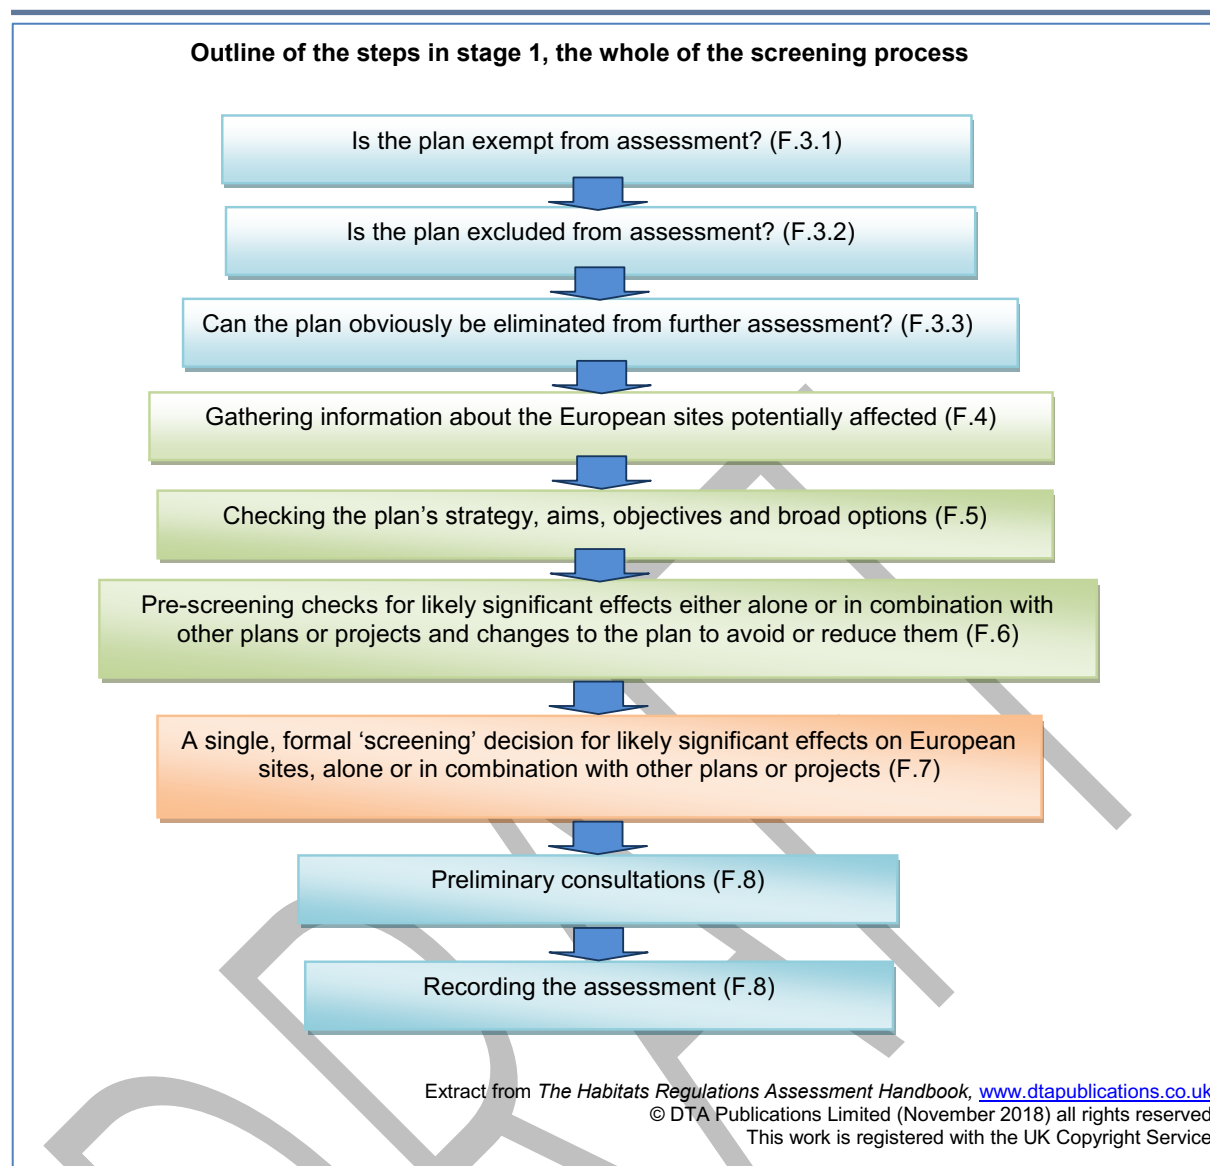 Outline of the steps in stage 1, the whole of the screening process
Is the plan exempt from assessment? (F.3.1)
Is the plan excluded from assessment? (F.3.2)
Can the plan obviously be eliminated from further assessment? (F.3.3)
Gathering information about the European sites potentially affected (F.4)
Checking the plan’s strategy, aims, objectives and broad options (F.5)
Pre-screening checks for likely significant effects either alone or in combination with
other plans or projects and changes to the plan to avoid or reduce them (F.6)
A single, formal ‘screening’ decision for likely significant effects on European
sites, alone or in combination with other plans or projects (F.7)
Preliminary consultations (F.8)
Recording the assessment (F.8)
Extract from The Habitats Regulations Assessment Handbook, www.dtapublications.co.uk
© DTA Publications Limited (November 2018) all rights reserved
This work is registered with the UK Copyright Service
DRAFT